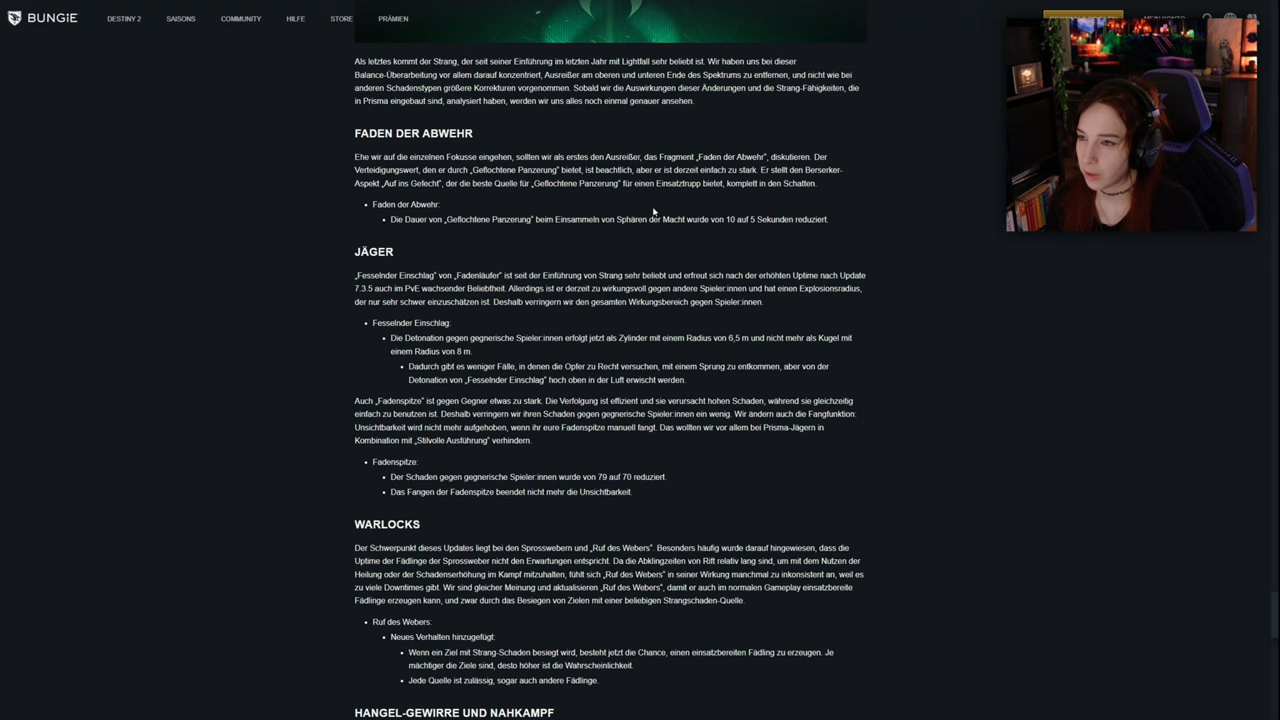 BUNGiE
DESTINY 2
SAISONS
COMMUNITY
HILFE
STORE
PRÄMIEN
MEIN KONTO
Als letztes kommt der Strang, der seit seiner Einführung im letzten Jahr mit Lightfall sehr beliebt ist. Wir haben uns bei dieser
Balance-Überarbeitung vor allem darauf konzentriert, Ausreißer am oberen und unteren Ende des Spektrums zu entfernen, und nicht wie bei
anderen Schadenstypen größere Korrekturen vorgenommen. Sobald wir die Auswirkungen dieser Änderungen und die Strang-Fähigkeiten, die
in Prisma eingebaut sind, analysiert haben, werden wir uns alles noch einmal genauer ansehen.
FADEN DER ABWEHR
Ehe wir auf die einzelnen Fokusse eingehen, sollten wir als erstes den Ausreißer, das Fragment „Faden der Abwehr", diskutieren. Der
Verteidigungswert, den er durch „Geflochtene Panzerung" bietet, ist beachtlich, aber er ist derzeit einfach zu stark. Er stellt den Berserker-
Aspekt „Auf ins Gefecht", der die beste Quelle für „Geflochtene Panzerung" für einen Einsatztrupp bietet, komplett in den Schatten.
• Faden der Abwehr:
• Die Dauer von „Geflochtene Panzerung" beim Einsammeln von Sphären der Macht wurde von 10 auf 5 Sekunden reduziert.
JÄGER
„Fesselnder Einschlag" von „Fadenläufer" ist seit der Einführung von Strang sehr beliebt und erfreut sich nach der erhöhten Uptime nach Update
7.3.5 auch im PvE wachsender Beliebtheit. Allerdings ist er derzeit zu wirkungsvoll gegen andere Spieler:innen und hat einen Explosionsradius,
der nur sehr schwer einzuschätzen ist. Deshalb verringern wir den gesamten Wirkungsbereich gegen Spieler:innen.
• Fesselnder Einschlag:
• Die Detonation gegen gegnerische Spieler:innen erfolgt jetzt als Zylinder mit einem Radius von 6,5 m und nicht mehr als Kugel mit
einem Radius von 8 m.
• Dadurch gibt es weniger Fälle, in denen die Opfer zu Recht versuchen, mit einem Sprung zu entkommen, aber von der
Detonation von „Fesselnder Einschlag" hoch oben in der Luft erwischt werden.
Auch „Fadenspitze" ist gegen Gegner etwas zu stark. Die Verfolgung ist effizient und sie verursacht hohen Schaden, während sie gleichzeitig
einfach zu benutzen ist. Deshalb verringern wir ihren Schaden gegen gegnerische Spieler:innen ein wenig. Wir ändern auch die Fangfunktion:
Unsichtbarkeit wird nicht mehr aufgehoben, wenn ihr eure Fadenspitze manuell fangt. Das wollten wir vor allem bei Prisma-Jägern in
Kombination mit „Stilvolle Ausführung" verhindern.
• Fadenspitze:
• Der Schaden gegen gegnerische Spieler:innen wurde von 79 auf 70 reduziert.
• Das Fangen der Fadenspitze beendet nicht mehr die Unsichtbarkeit.
WARLOCKS
Der Schwerpunkt dieses Updates liegt bei den Sprosswebern und „Ruf des Webers". Besonders häufig wurde darauf hingewiesen, dass die
Uptime der Fädlinge der Sprossweber nicht den Erwartungen entspricht. Da die Abklingzeiten von Rift relativ lang sind, um mit dem Nutzen der
Heilung oder der Schadenserhöhung im Kampf mitzuhalten, fühlt sich „Ruf des Webers" in seiner Wirkung manchmal zu inkonsistent an, weil es
zu viele Downtimes gibt. Wir sind gleicher Meinung und aktualisieren „Ruf des Webers", damit er auch im normalen Gameplay einsatzbereite
Fädlinge erzeugen kann, und zwar durch das Besiegen von Zielen mit einer beliebigen Strangschaden-Quelle.
• Ruf des Webers:
• Neues Verhalten hinzugefügt:
• Wenn ein Ziel mit Strang-Schaden besiegt wird, besteht jetzt die Chance, einen einsatzbereiten Fädling zu erzeugen. Je
mächtiger die Ziele sind, desto höher ist die Wahrscheinlichkeit.
• Jede Quelle ist zulässig, sogar auch andere Fädlinge.
HANGEL-GEWIRRE UND NAHKAMPF